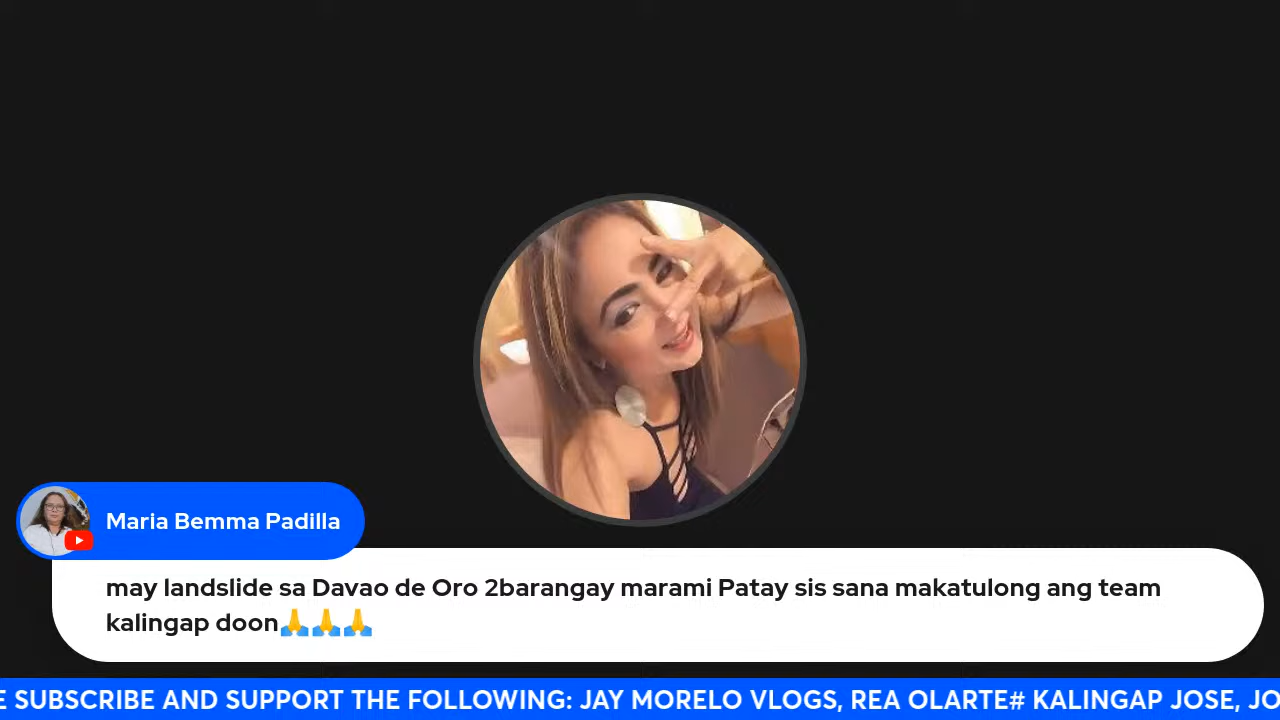 Maria Bemma Padilla
may landslide sa Davao de Oro 2barangay marami Patay sis sana makatulong ang team
kalingap doon🙏🙏🙏
SUBSCRIBE AND SUPPORT THE FOLLOWING: JAY MORELO VLOGS, REA OLARTE# KALINGAP JOSE,